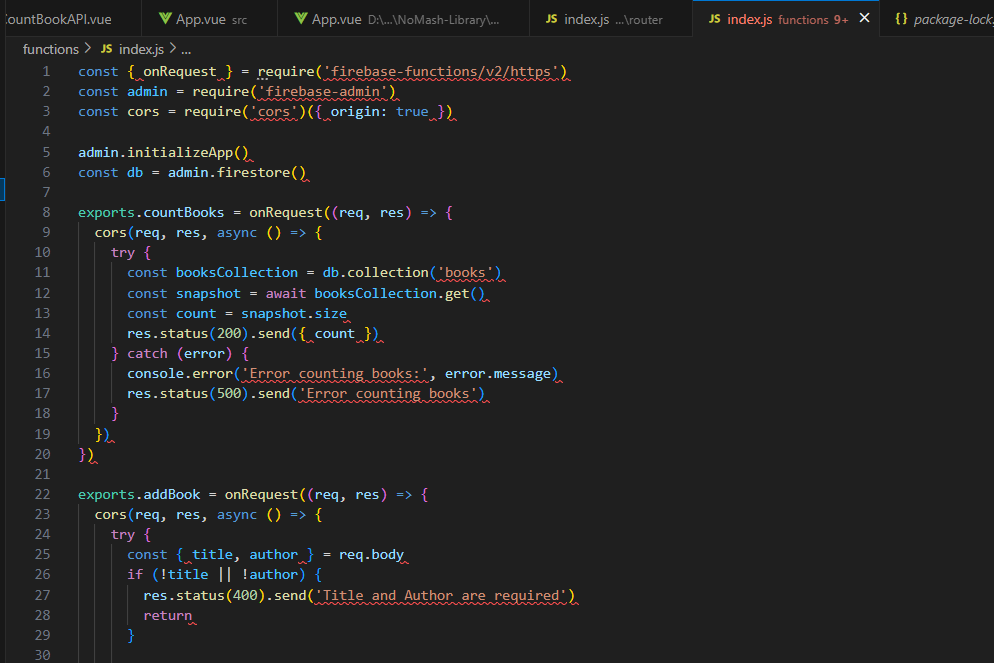 CountBookAPI.vue App.vue src App.vue D:\...\NoMash-Library\... JS index.js ...\router JS index.js functions 9+ {} package-lock.
functions > JS index.js > ...
1 const { onRequest } = require('firebase-functions/v2/https')
2 const admin = require('firebase-admin')
3 const cors = require('cors')({ origin: true })
4
5 admin.initializeApp()
6 const db = admin.firestore()
7
8 exports.countBooks = onRequest((req, res) => {
9 cors(req, res, async () => {
10 try {
11 const booksCollection = db.collection('books')
12 const snapshot = await booksCollection.get()
13 const count = snapshot.size
14 res.status(200).send({ count })
15 } catch (error) {
16 console.error('Error counting books:', error.message)
17 res.status(500).send('Error counting books')
18 }
19 })
20 })
21
22 exports.addBook = onRequest((req, res) => {
23 cors(req, res, async () => {
24 try {
25 const { title, author } = req.body
26 if (!title || !author) {
27 res.status(400).send('Title and Author are required')
28 return
29 }
30